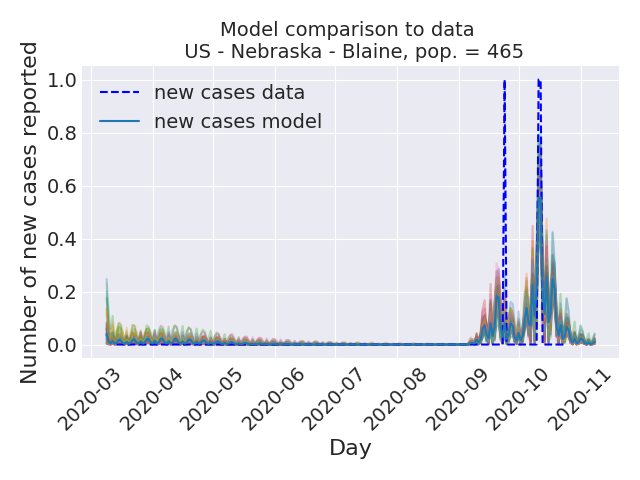 Model comparison to data
US - Nebraska - Blaine, pop. = 465
new cases data
new cases model
Number of new cases reported
1.0
0.8
0.6
0.4
0.2
0.0
2020-03
2020-04
2020-05
2020-06
2020-07
2020-08
2020-09
2020-10
2020-11
Day